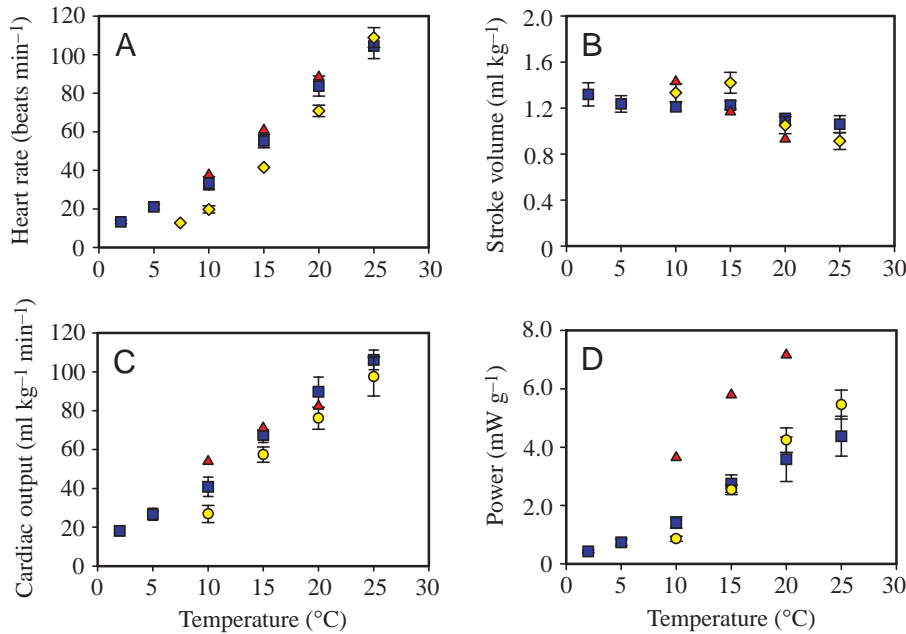 A
Heart rate (beats min⁻¹)
120
100
80
60
40
20
0
0 5 10 15 20 25 30
B
Stroke volume (ml kg⁻¹)
2.0
1.6
1.2
0.8
0.4
0
0 5 10 15 20 25 30
C
Cardiac output (ml kg⁻¹ min⁻¹)
120
100
80
60
40
20
0
0 5 10 15 20 25 30
Temperature (°C)
D
Power (mW g⁻¹)
8.0
6.0
4.0
2.0
0.0
0 5 10 15 20 25 30
Temperature (°C)